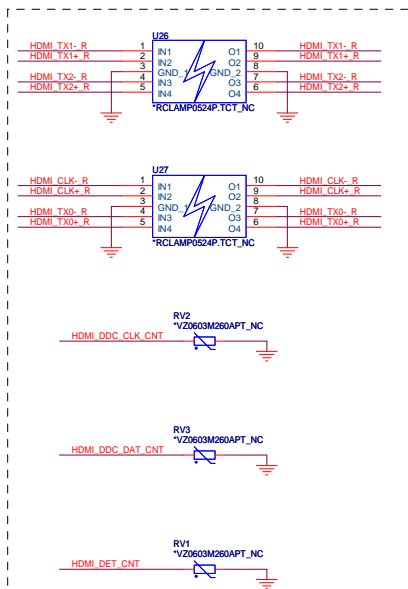 U26
HDMI_TX1-_R 1 IN1 O1 10 HDMI_TX1-_R
HDMI_TX1+_R 2 IN2 O2 9 HDMI_TX1+_R
3 GND_1 GND_2 8
HDMI_TX2-_R 4 IN3 O3 7 HDMI_TX2-_R
HDMI_TX2+_R 5 IN4 O4 6 HDMI_TX2+_R
*RCLAMP0524P.TCT_NC
U27
HDMI_CLK-_R 1 IN1 O1 10 HDMI_CLK-_R
HDMI_CLK+_R 2 IN2 O2 9 HDMI_CLK+_R
3 GND_1 GND_2 8
HDMI_TX0-_R 4 IN3 O3 7 HDMI_TX0-_R
HDMI_TX0+_R 5 IN4 O4 6 HDMI_TX0+_R
*RCLAMP0524P.TCT_NC
RV2
*VZ0603M260APT_NC
HDMI_DDC_CLK_CNT
RV3
*VZ0603M260APT_NC
HDMI_DDC_DAT_CNT
RV1
*VZ0603M260APT_NC
HDMI_DET_CNT